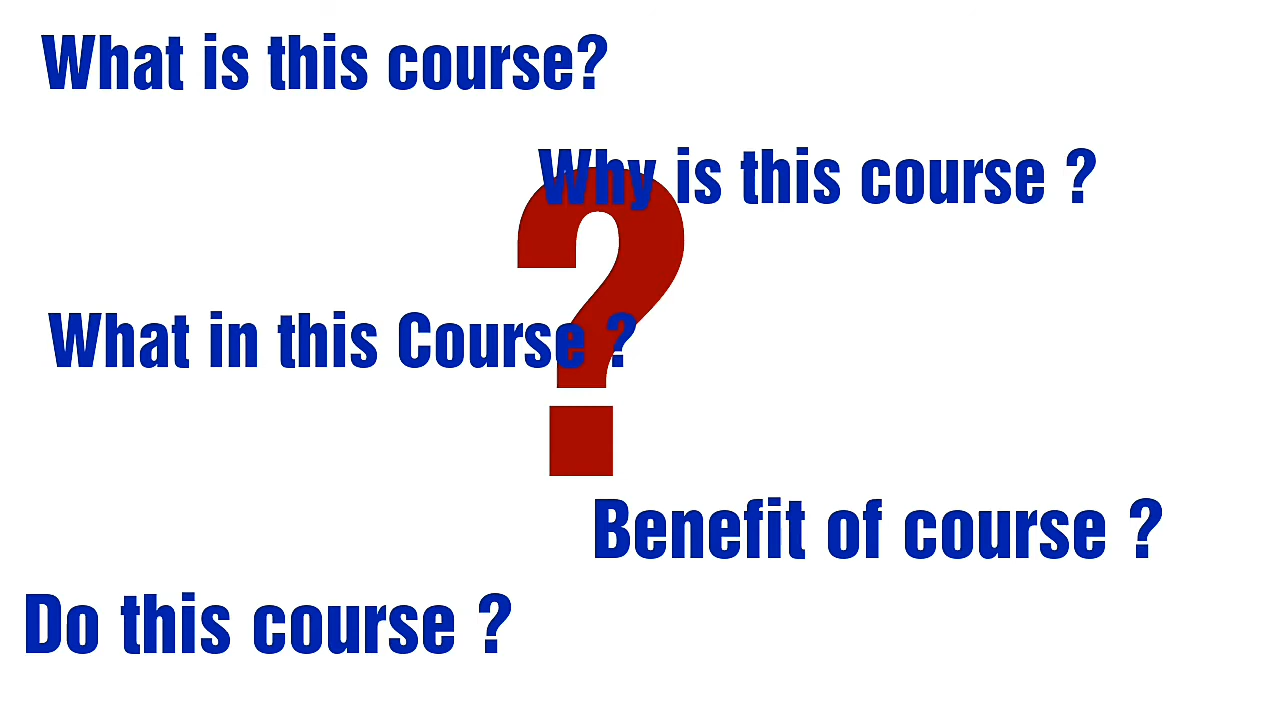 What is this course?
Why is this course ?
?
What in this Course ?
Benefit of course ?
Do this course ?